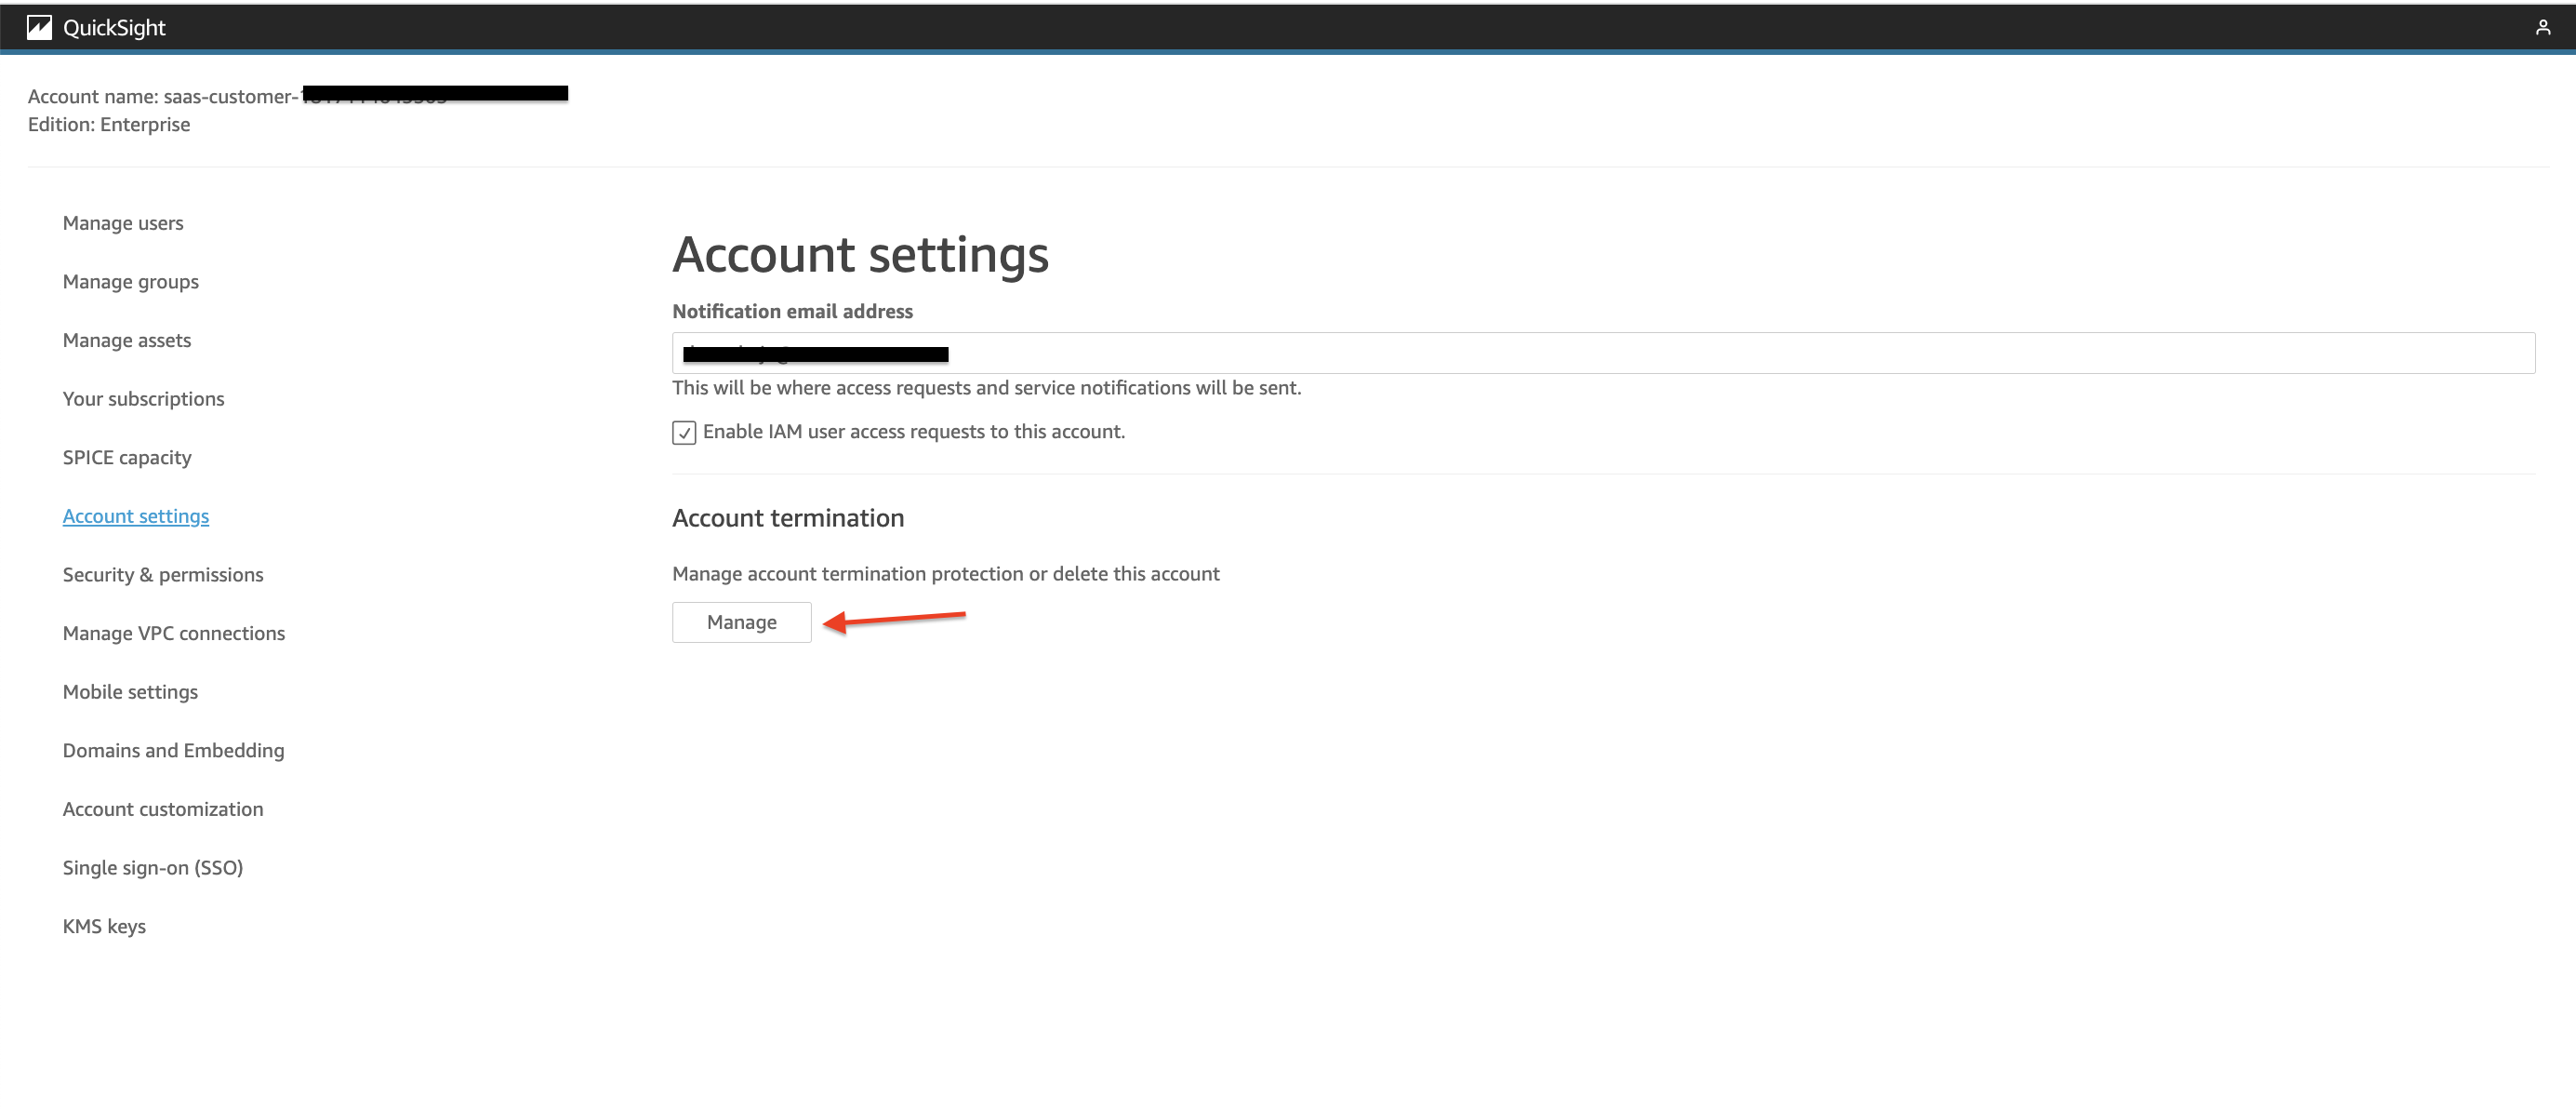 QuickSight
Account name: saas-customer-
Edition: Enterprise
Manage users
Manage groups
Manage assets
Your subscriptions
SPICE capacity
Account settings
Security & permissions
Manage VPC connections
Mobile settings
Domains and Embedding
Account customization
Single sign-on (SSO)
KMS keys
Account settings
Notification email address
This will be where access requests and service notifications will be sent.
Enable IAM user access requests to this account.
Account termination
Manage account termination protection or delete this account
Manage